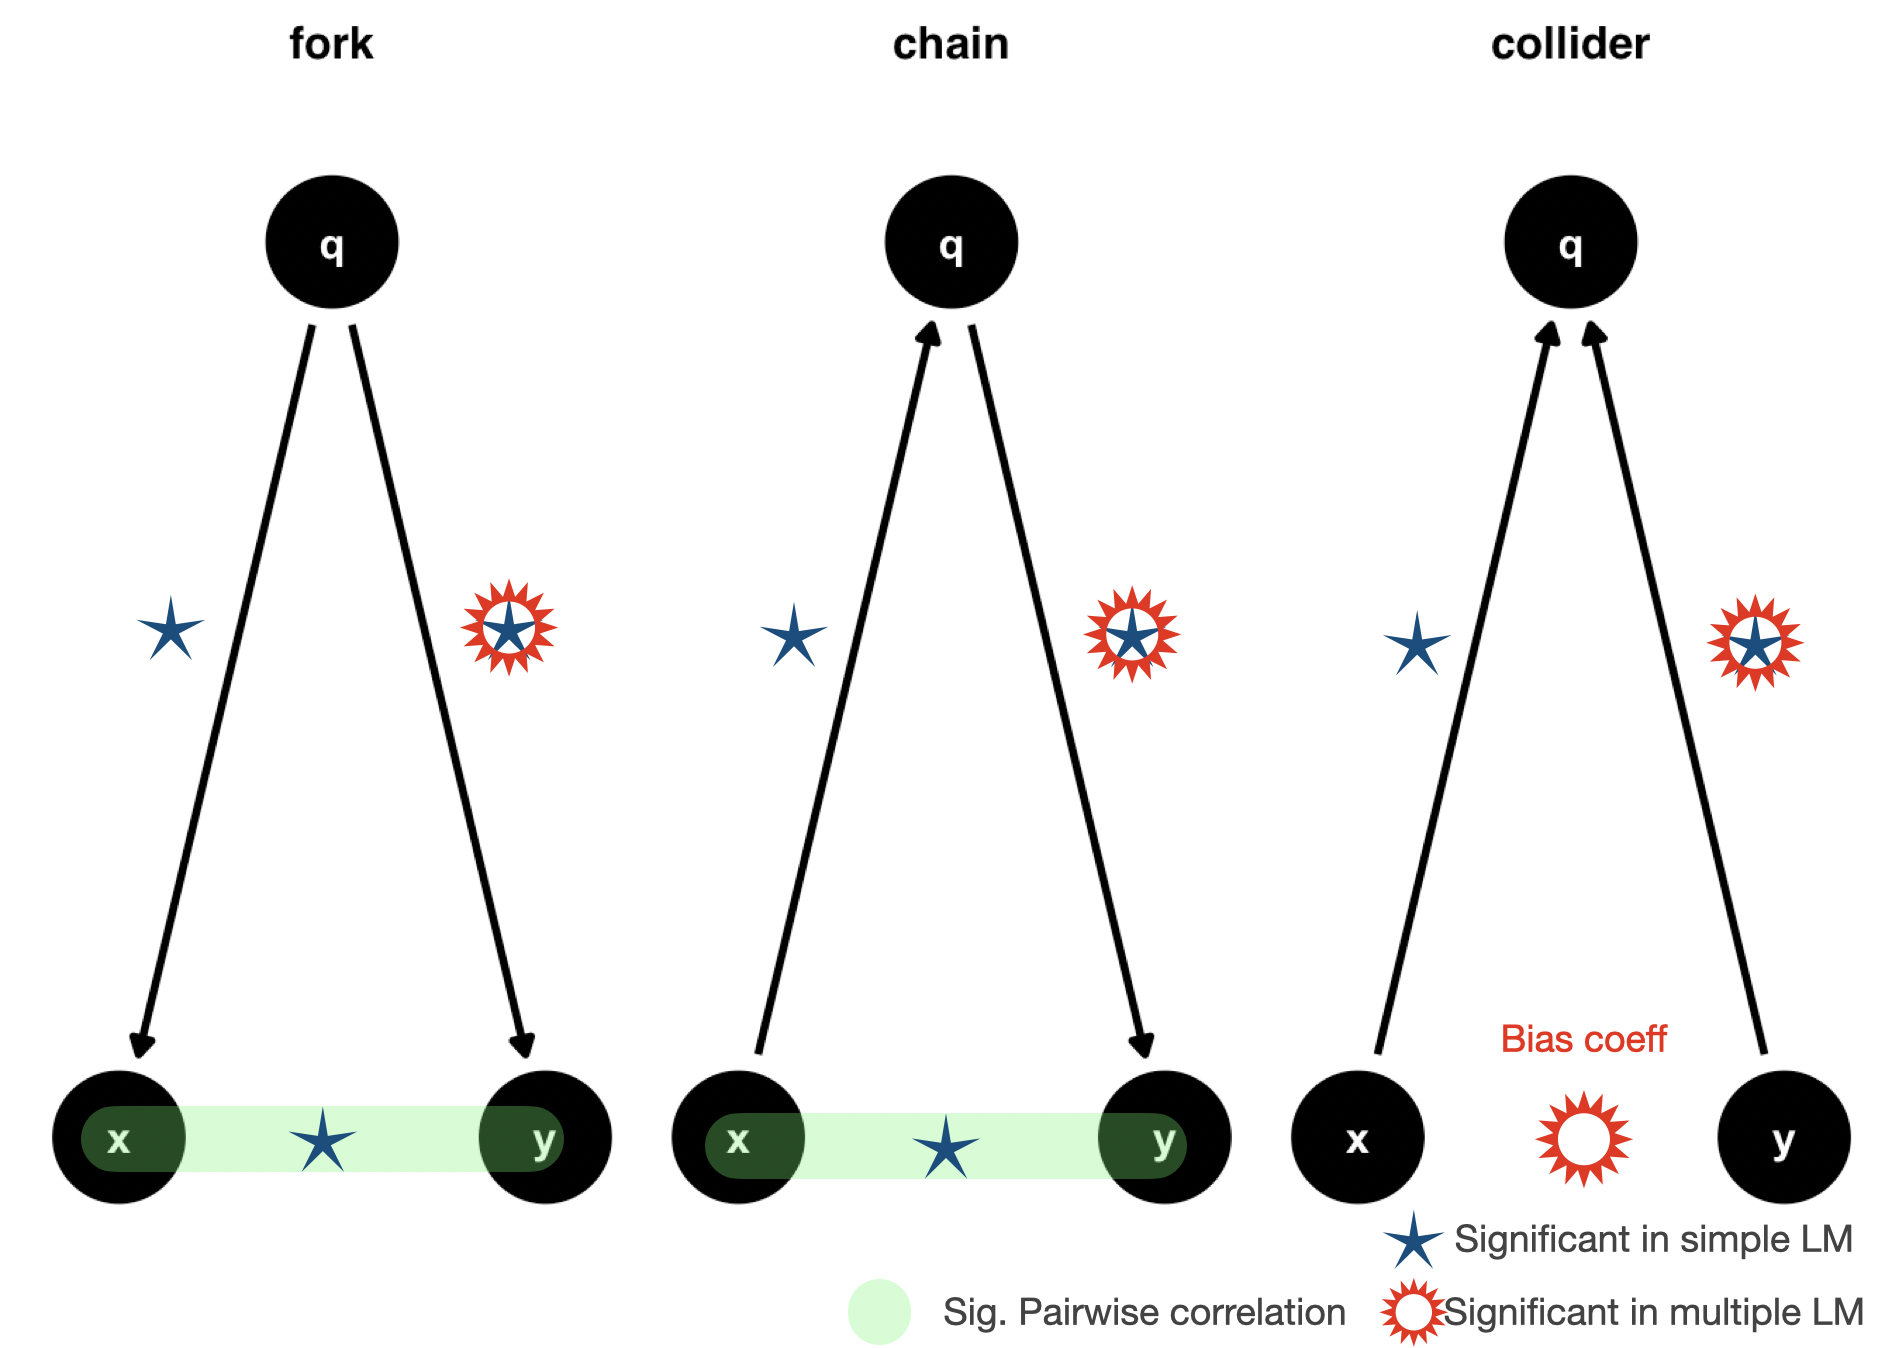 fork
chain
collider
q
q
q
Bias coeff
x
y
x
y
x
y
Significant in simple LM
Sig. Pairwise correlation
Significant in multiple LM